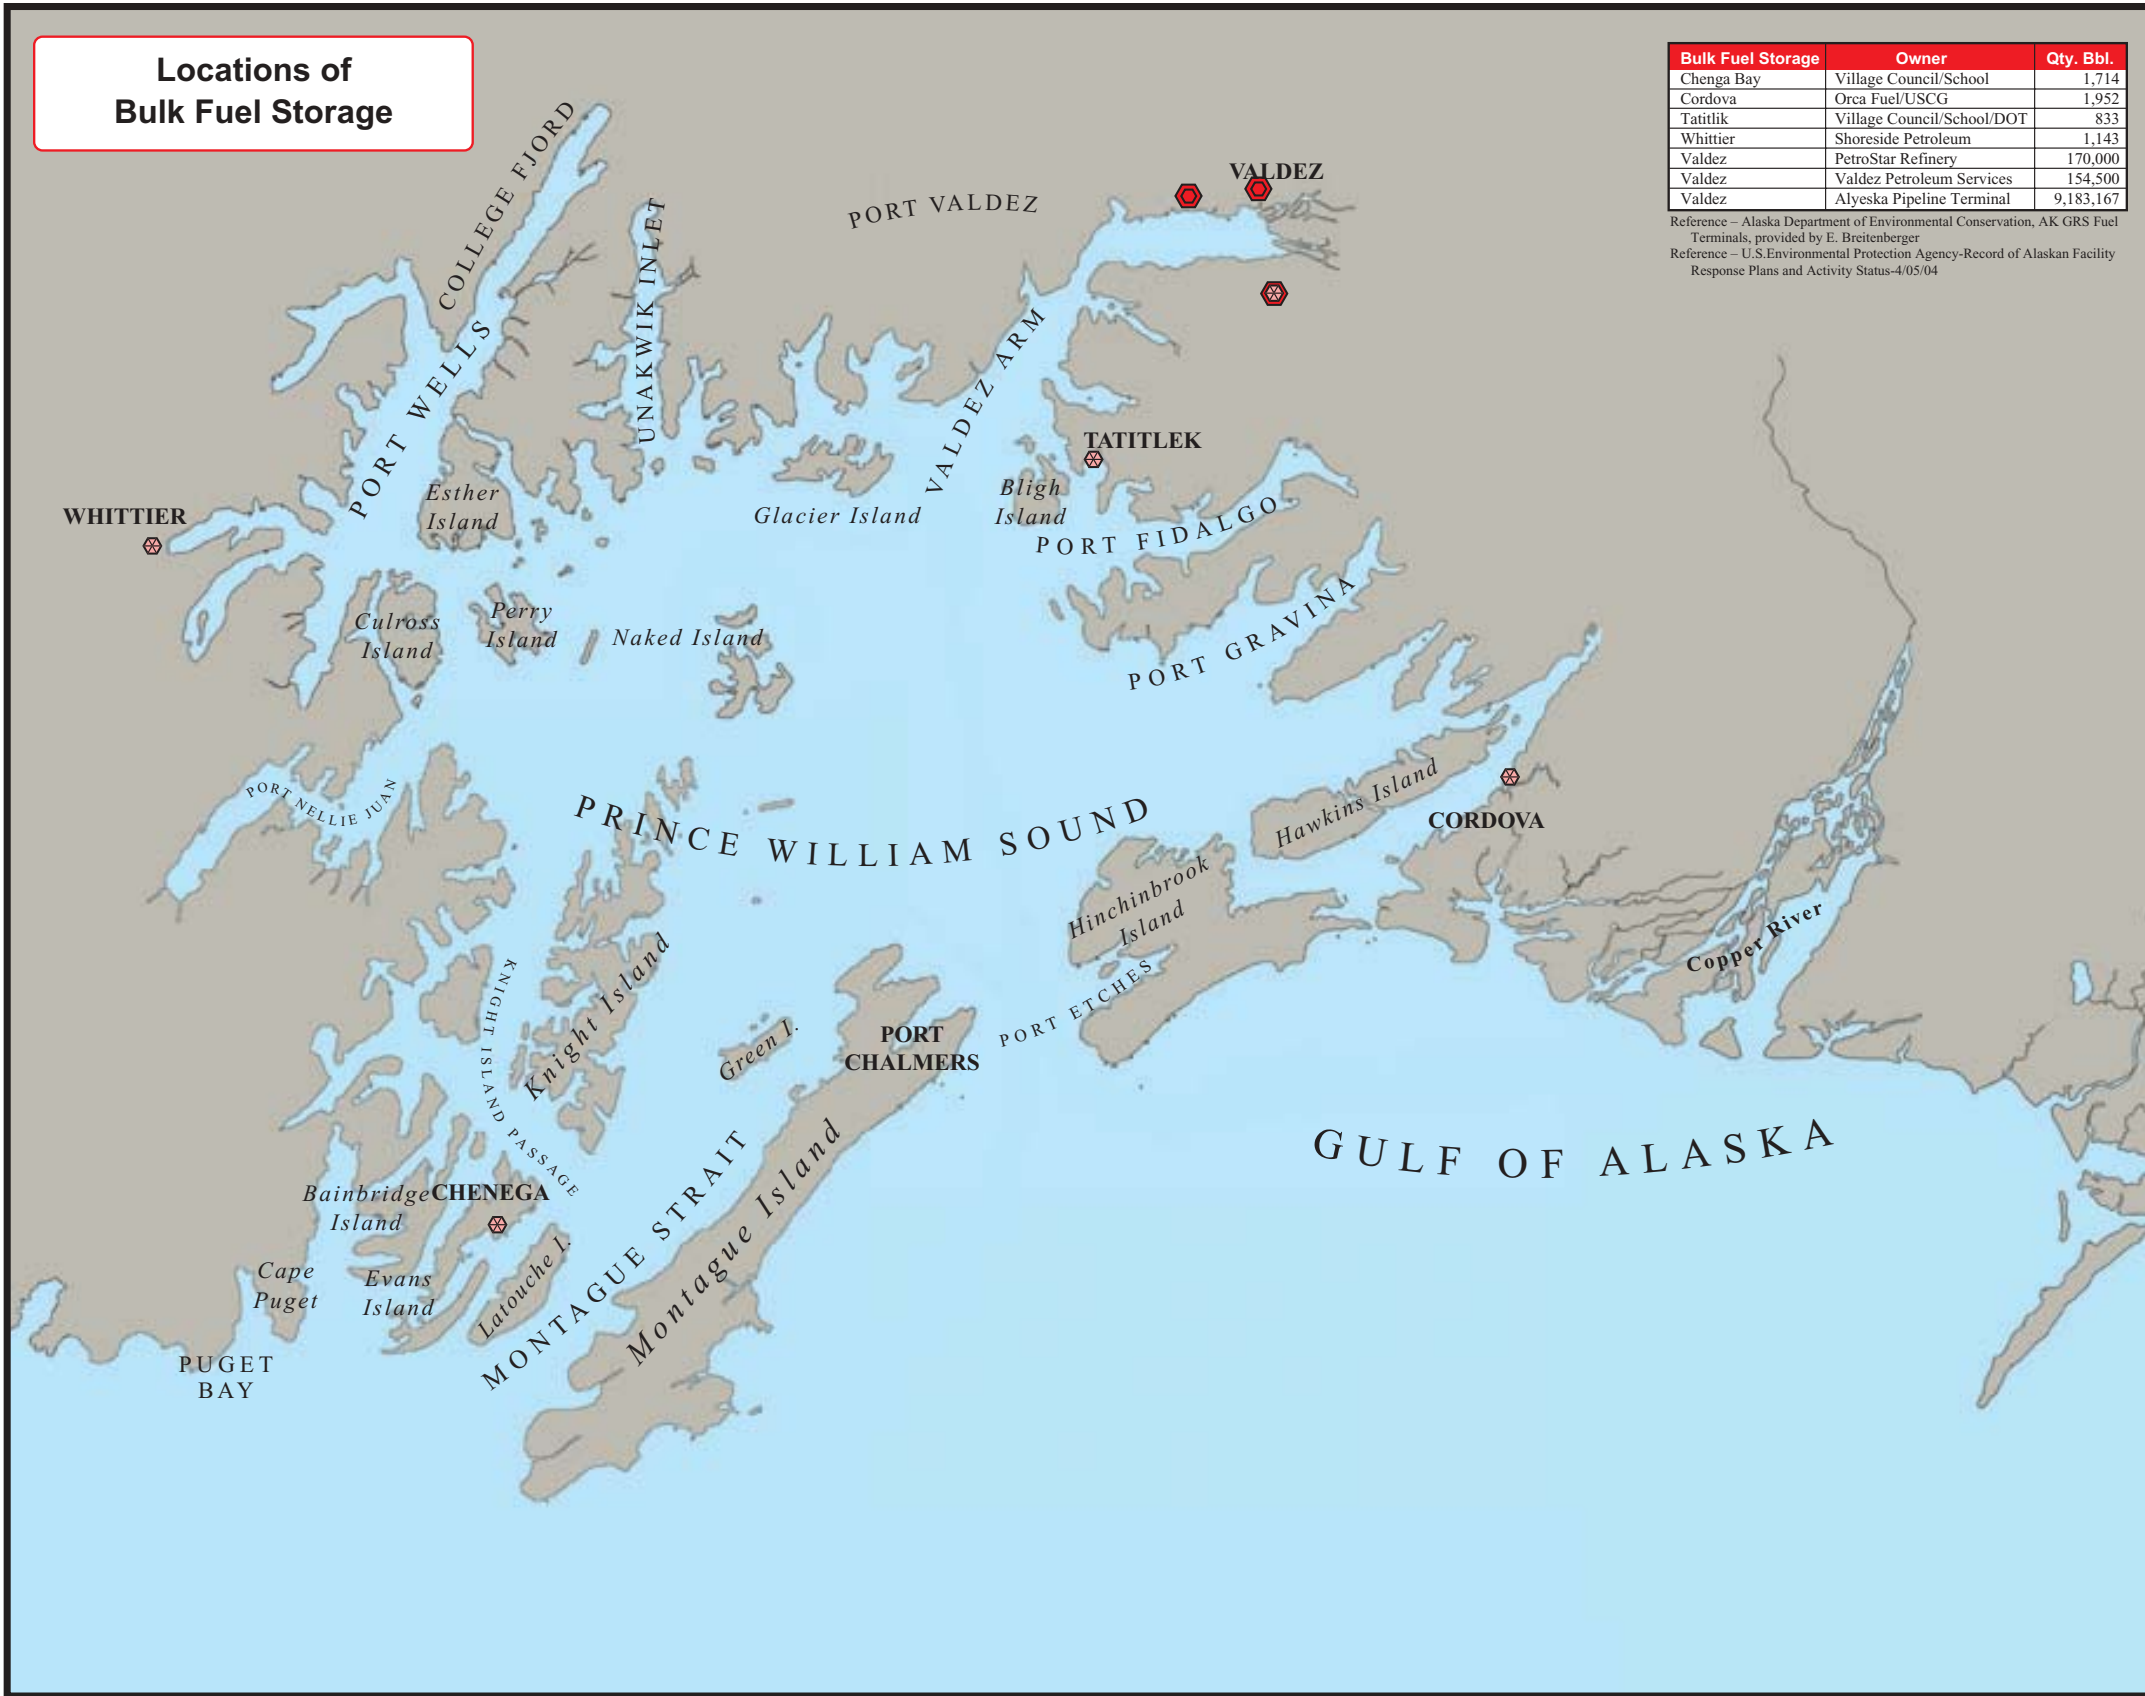 Locations of
Bulk Fuel Storage
Bulk Fuel Storage Owner Qty. Bbl.
Chenga Bay Village Council/School 1,714
Cordova Orca Fuel/USCG 1,952
Tatitlik Village Council/School/DOT 833
Whittier Shoreside Petroleum 1,143
Valdez PetroStar Refinery 170,000
Valdez Valdez Petroleum Services 154,500
Valdez Alyeska Pipeline Terminal 9,183,167
Reference – Alaska Department of Environmental Conservation, AK GRS Fuel
Terminals, provided by E. Breitenberger
Reference – U.S.Environmental Protection Agency-Record of Alaskan Facility
Response Plans and Activity Status-4/05/04
COLLEGE FJORD
VALDEZ
PORT VALDEZ
UNAKWIK INLET
PORT WELLS
VALDEZ ARM
TATITLEK
Esther
Island
Bligh
Island
Glacier Island
WHITTIER
PORT FIDALGO
Culross
Island
Perry
Island
Naked Island
PORT GRAVINA
PORT NELLIE JUAN
PRINCE WILLIAM SOUND
Hawkins Island
CORDOVA
Hinchinbrook
Island
Copper River
KNIGHT ISLAND PASSAGE
Knight Island
Green I.
PORT
CHALMERS
PORT ETCHES
GULF OF ALASKA
MONTAGUE STRAIT
Montague Island
Bainbridge
Island
CHENEGA
Latouche I.
Cape
Puget
Evans
Island
PUGET
BAY